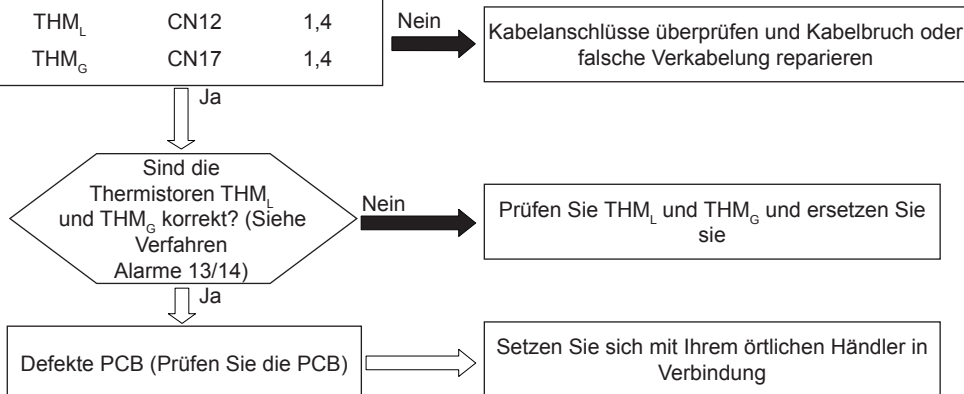 THM_L CN12 1,4
THM_G CN17 1,4
Nein
Kabelanschlüsse überprüfen und Kabelbruch oder
falsche Verkabelung reparieren
Ja
Sind die
Thermistoren THM_L
und THM_G korrekt? (Siehe
Verfahren
Alarme 13/14)
Nein
Prüfen Sie THM_L und THM_G und ersetzen Sie
sie
Ja
Defekte PCB (Prüfen Sie die PCB)
Setzen Sie sich mit Ihrem örtlichen Händler in
Verbindung